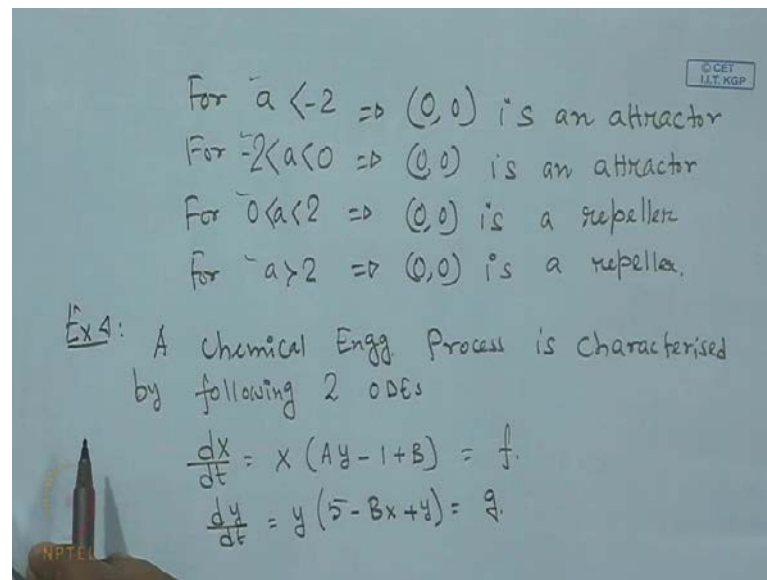 © CET
I.I.T. KGP
For a < -2 => (0,0) is an attractor
For -2<a<0 => (0,0) is an attractor
For 0<a<2 => (0,0) is a repeller
For a>2 => (0,0) is a repeller.
Ex 4: A Chemical Engg. Process is Characterised
by following 2 ODEs
dx/dt = x (Ay - 1 + B) = f.
dy/dt = y (5 - Bx + y) = g.
NPTEL